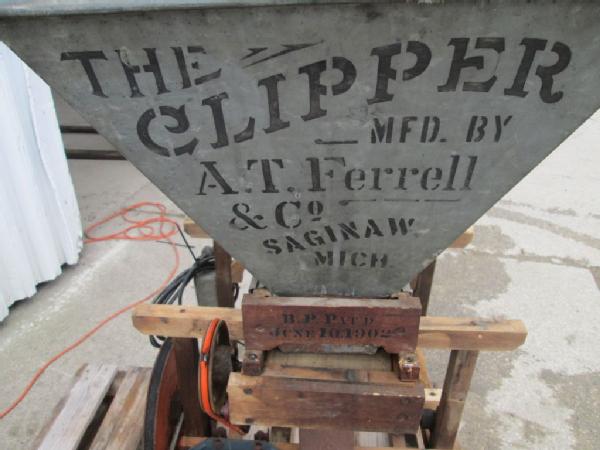 THE
CLIPPER
MFD. BY
A.T. Ferrell
& Co
SAGINAW.
MICH
R.P. PAT'D
JUNE 10, 1902